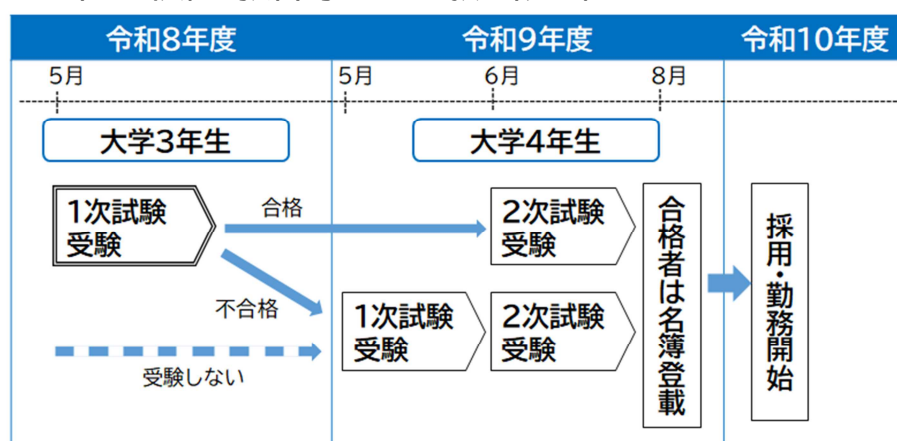 令和8年度
令和9年度
令和10年度
5月
5月
6月
8月
大学3年生
大学4年生
1次試験
受験
合格
2次試験
受験
不合格
1次試験
受験
2次試験
受験
受験しない
合格者は名簿登載
採用・勤務開始